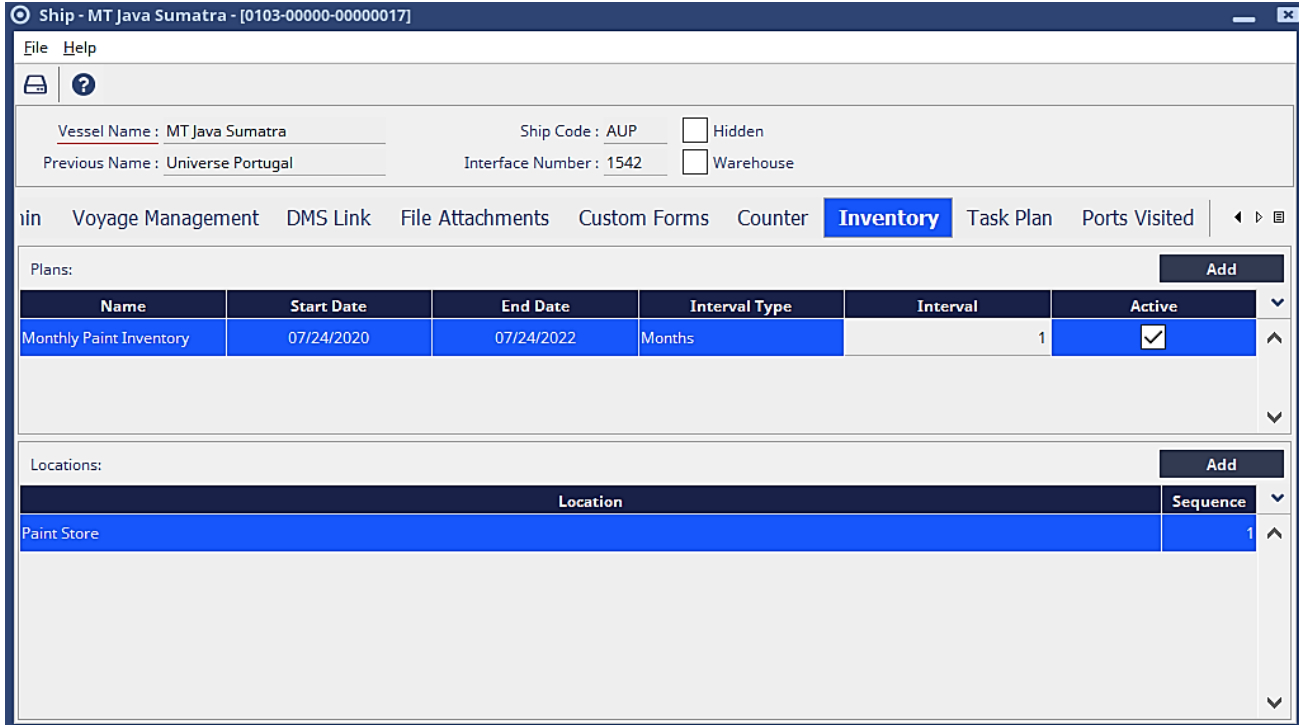 Ship - MT Java Sumatra - [0103-00000-00000017]
File Help
Vessel Name : MT Java Sumatra Ship Code : AUP Hidden
Previous Name : Universe Portugal Interface Number : 1542 Warehouse
Voyage Management DMS Link File Attachments Custom Forms Counter Inventory Task Plan Ports Visited
Plans: Add
Name Start Date End Date Interval Type Interval Active
Monthly Paint Inventory 07/24/2020 07/24/2022 Months 1
Locations: Add
Location Sequence
Paint Store 1